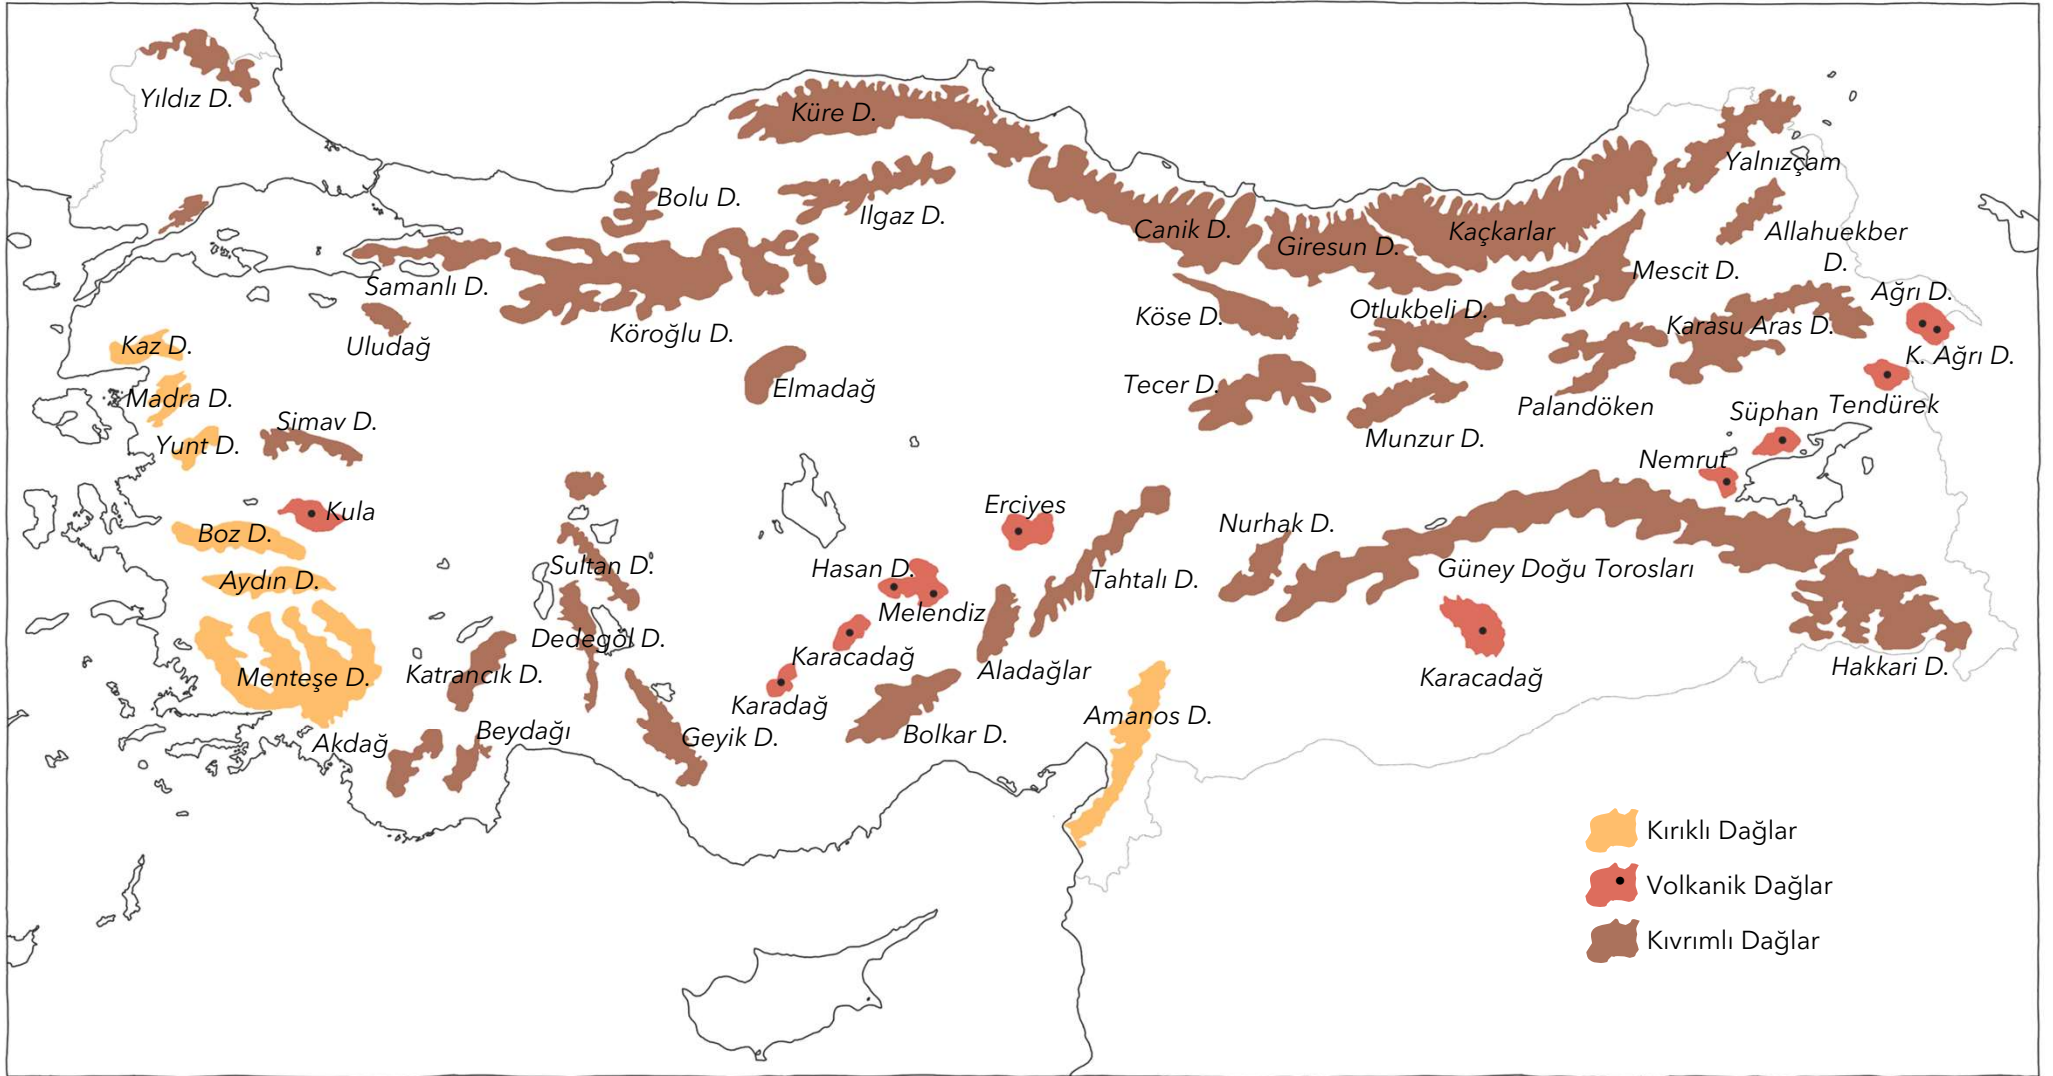 Yıldız D.
Küre D.
Bolu D.
Ilgaz D.
Yalnızçam
Canik D.
Giresun D.
Kaçkarlar
Allahuekber
D.
Mescit D.
Samanlı D.
Ağrı D.
Köse D.
Otlukbeli D.
Karasu Aras D.
Köroğlu D.
Uludağ
Kaz D.
K. Ağrı D.
Elmadağ
Tecer D.
Madra D.
Palandöken
Süphan
Tendürek
Simav D.
Yunt D.
Munzur D.
Nemrut
Kula
Erciyes
Nurhak D.
Boz D.
Sultan D.
Hasan D.
Güney Doğu Torosları
Aydın D.
Tahtalı D.
Melendiz
Dedegöl D.
Karacadağ
Aladağlar
Hakkari D.
Menteşe D.
Katrancık D.
Karacadağ
Karadağ
Amanos D.
Akdağ
Beydağı
Geyik D.
Bolkar D.
Kırıklı Dağlar
Volkanik Dağlar
Kıvrımlı Dağlar